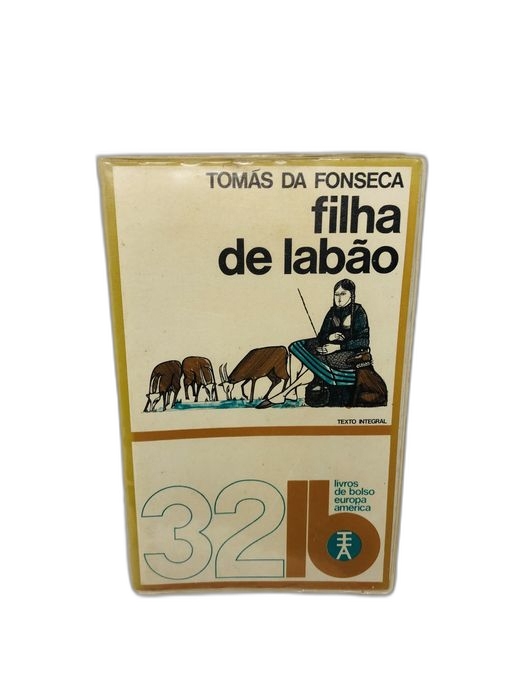 TOMÁS DA FONSECA
filha
de labão
TEXTO INTEGRAL
32 lb
livros
de bolso
europa
américa